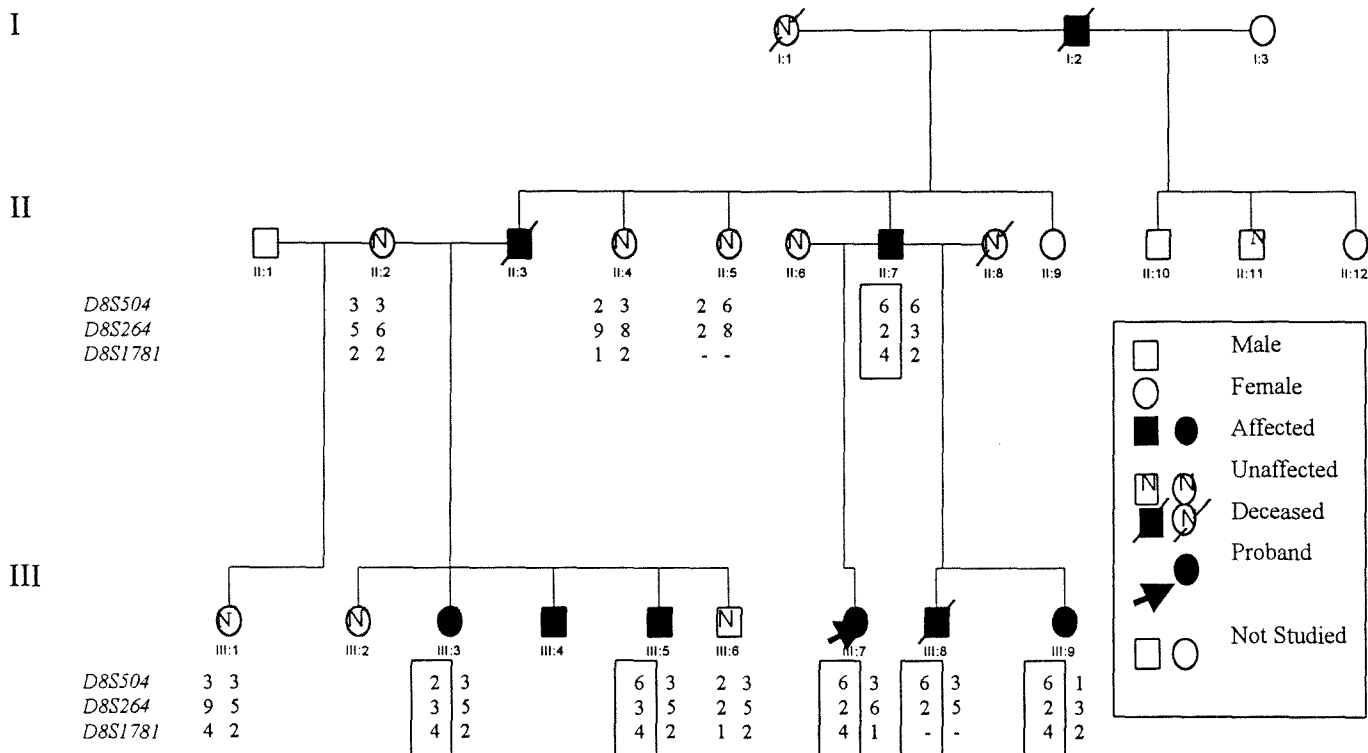 I
N N
I:1 I:2 I:3
II
N N N N N N
II:1 II:2 II:3 II:4 II:5 II:6 II:7 II:8 II:9 II:10 II:11 II:12
D8S504 3 3 2 3 2 6 6 6
D8S264 5 6 9 8 2 8 2 3
D8S1781 2 2 1 2 - - 4 2
Male
Female
Affected
N N Unaffected
N Deceased
Proband
Not Studied
III
N N N
III:1 III:2 III:3 III:4 III:5 III:6 III:7 III:8 III:9
D8S504 3 3 2 3 6 3 2 3 6 3 6 3 6 1
D8S264 9 5 3 5 3 5 2 5 2 6 2 5 2 3
D8S1781 4 2 4 2 4 2 1 2 4 1 - - 4 2